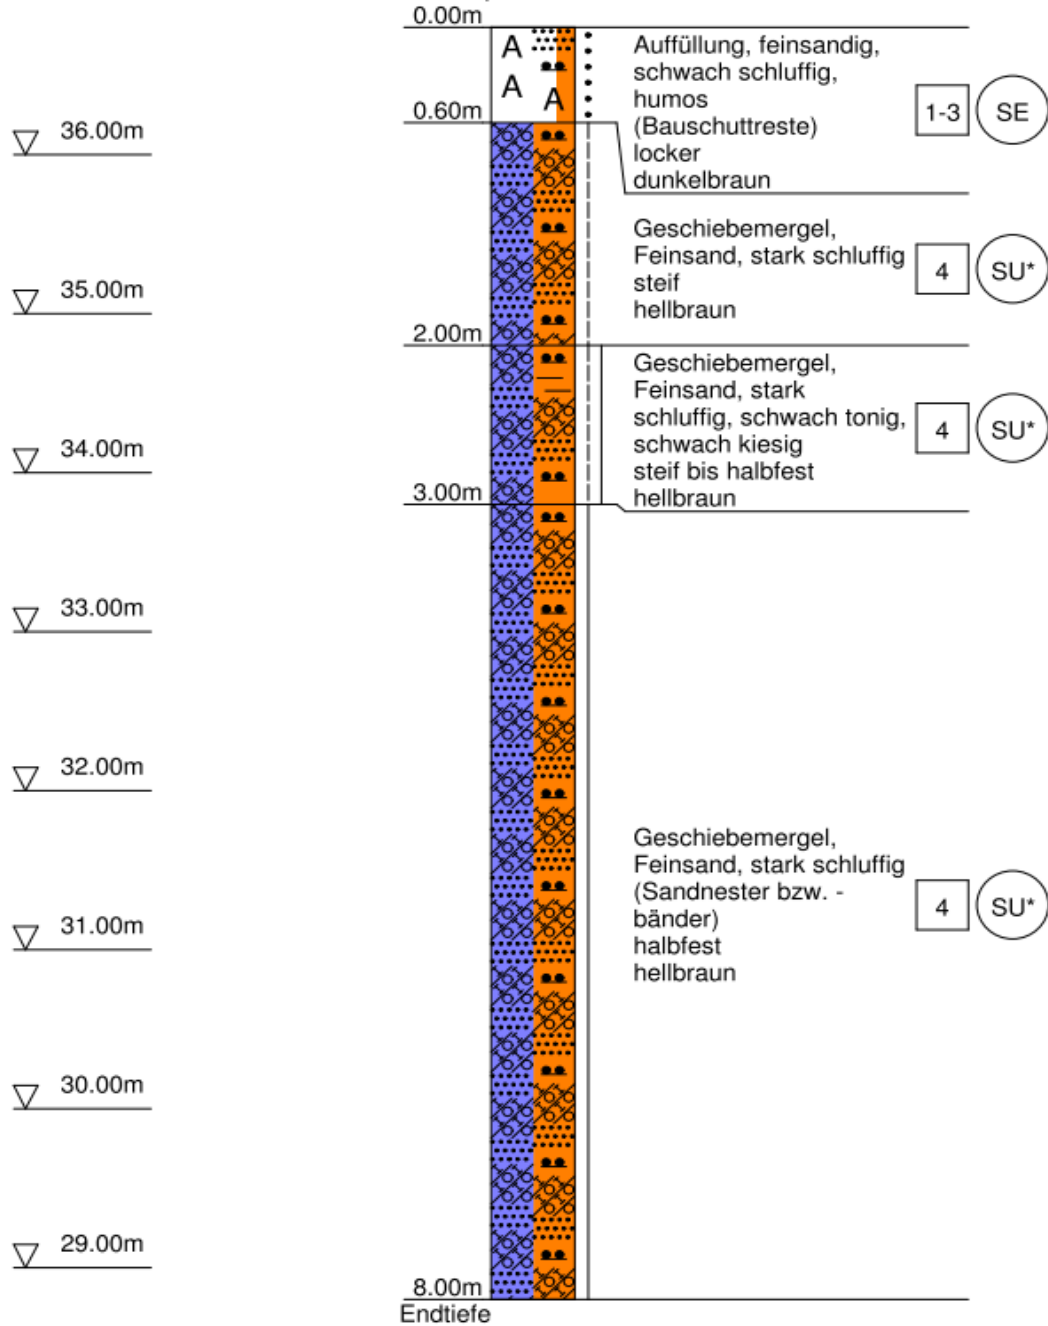 0.00m
A
A
A
Auffüllung, feinsandig,
schwach schluffig,
humos
(Bauschuttreste)
locker
dunkelbraun
1-3
SE
0.60m
36.00m
Geschiebemergel,
Feinsand, stark schluffig
steif
hellbraun
4
SU*
35.00m
2.00m
Geschiebemergel,
Feinsand, stark
schluffig, schwach tonig,
schwach kiesig
steif bis halbfest
hellbraun
4
SU*
34.00m
3.00m
33.00m
32.00m
Geschiebemergel,
Feinsand, stark schluffig
(Sandnester bzw. -
bänder)
halbfest
hellbraun
4
SU*
31.00m
30.00m
29.00m
8.00m
Endtiefe